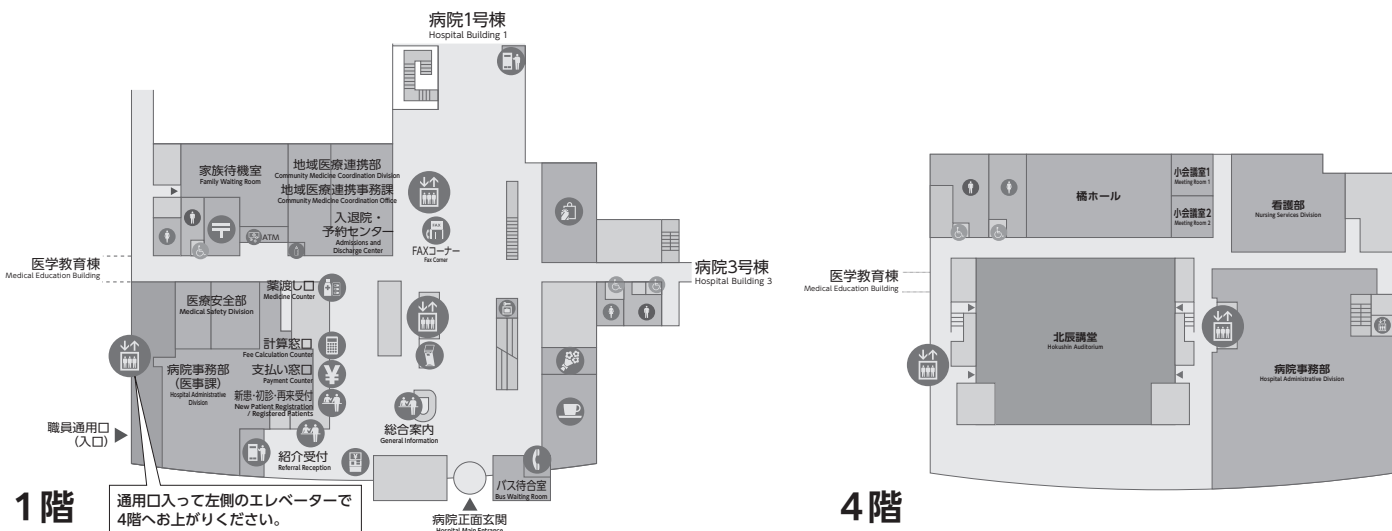 病院1号棟
Hospital Building 1
家族待機室
Family Waiting Room
地域医療連携部
Community Medicine Coordination Division
地域医療連携事務課
Community Medicine Coordination Office
入退院・
予約センター
Admissions and
Discharge Center
ATM
FAX
FAXコーナー
Fax Corner
医学教育棟
Medical Education Building
病院3号棟
Hospital Building 3
薬渡し口
Medicine Counter
医療安全部
Medical Safety Division
計算窓口
Fee Calculation Counter
支払い窓口
Payment Counter
¥
病院事務部
(医事課)
Hospital Administrative
Division
新患・初診・再来受付
New Patient Registration
/ Registered Patients
総合案内
General Information
職員通用口
(入口)
紹介受付
Referral Reception
バス待合室
Bus Waiting Room
病院正面玄関
Hospital Main Entrance
通用口入って左側のエレベーターで
4階へお上がりください。
1階
橘ホール
小会議室1
Meeting Room 1
小会議室2
Meeting Room 2
看護部
Nursing Services Division
医学教育棟
Medical Education Building
北辰講堂
Hokushin Auditorium
病院事務部
Hospital Administrative Division
4階